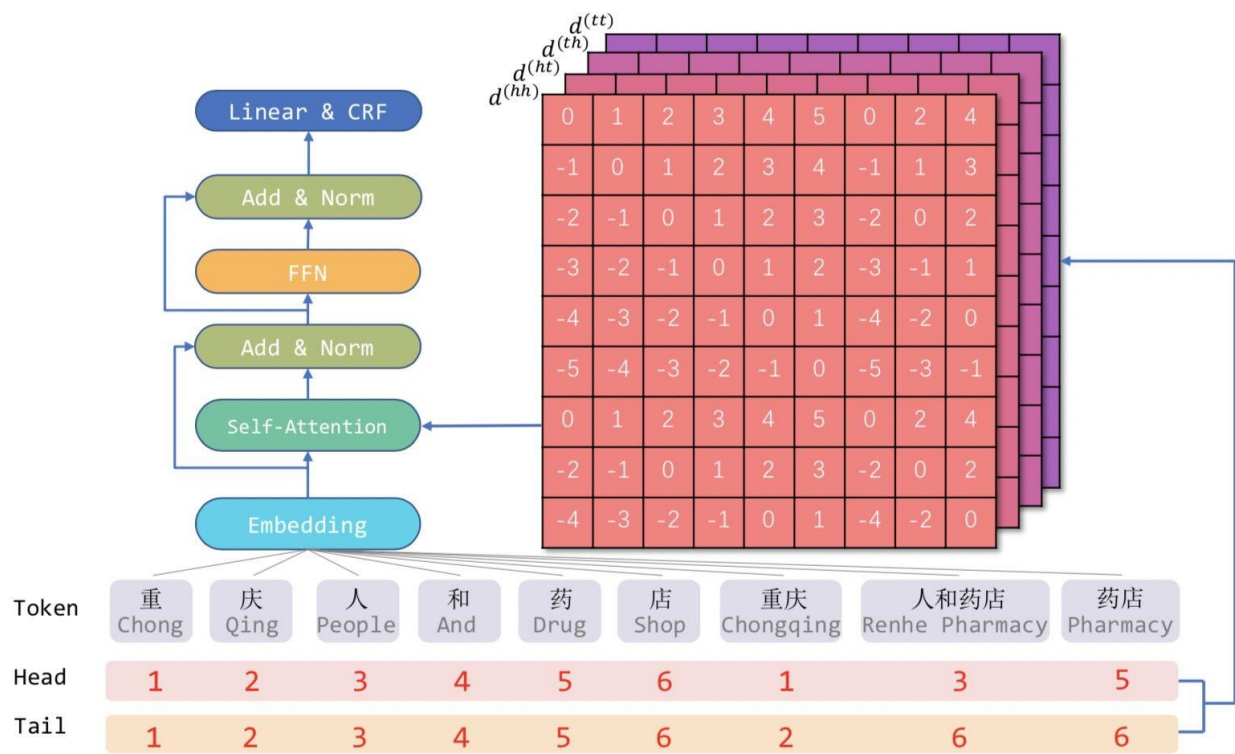 d^(tt)
d^(th)
d^(ht)
d^(hh)
Linear & CRF
Add & Norm
FFN
Add & Norm
Self-Attention
Embedding
0 1 2 3 4 5 0 2 4
-1 0 1 2 3 4 -1 1 3
-2 -1 0 1 2 3 -2 0 2
-3 -2 -1 0 1 2 -3 -1 1
-4 -3 -2 -1 0 1 -4 -2 0
-5 -4 -3 -2 -1 0 -5 -3 -1
0 1 2 3 4 5 0 2 4
-2 -1 0 1 2 3 -2 0 2
-4 -3 -2 -1 0 1 -4 -2 0
Token
重 庆 人 和 药 店 重庆 人和药店 药店
Chong Qing People And Drug Shop Chongqing Renhe Pharmacy Pharmacy
Head 1 2 3 4 5 6 1 3 5
Tail 1 2 3 4 5 6 2 6 6